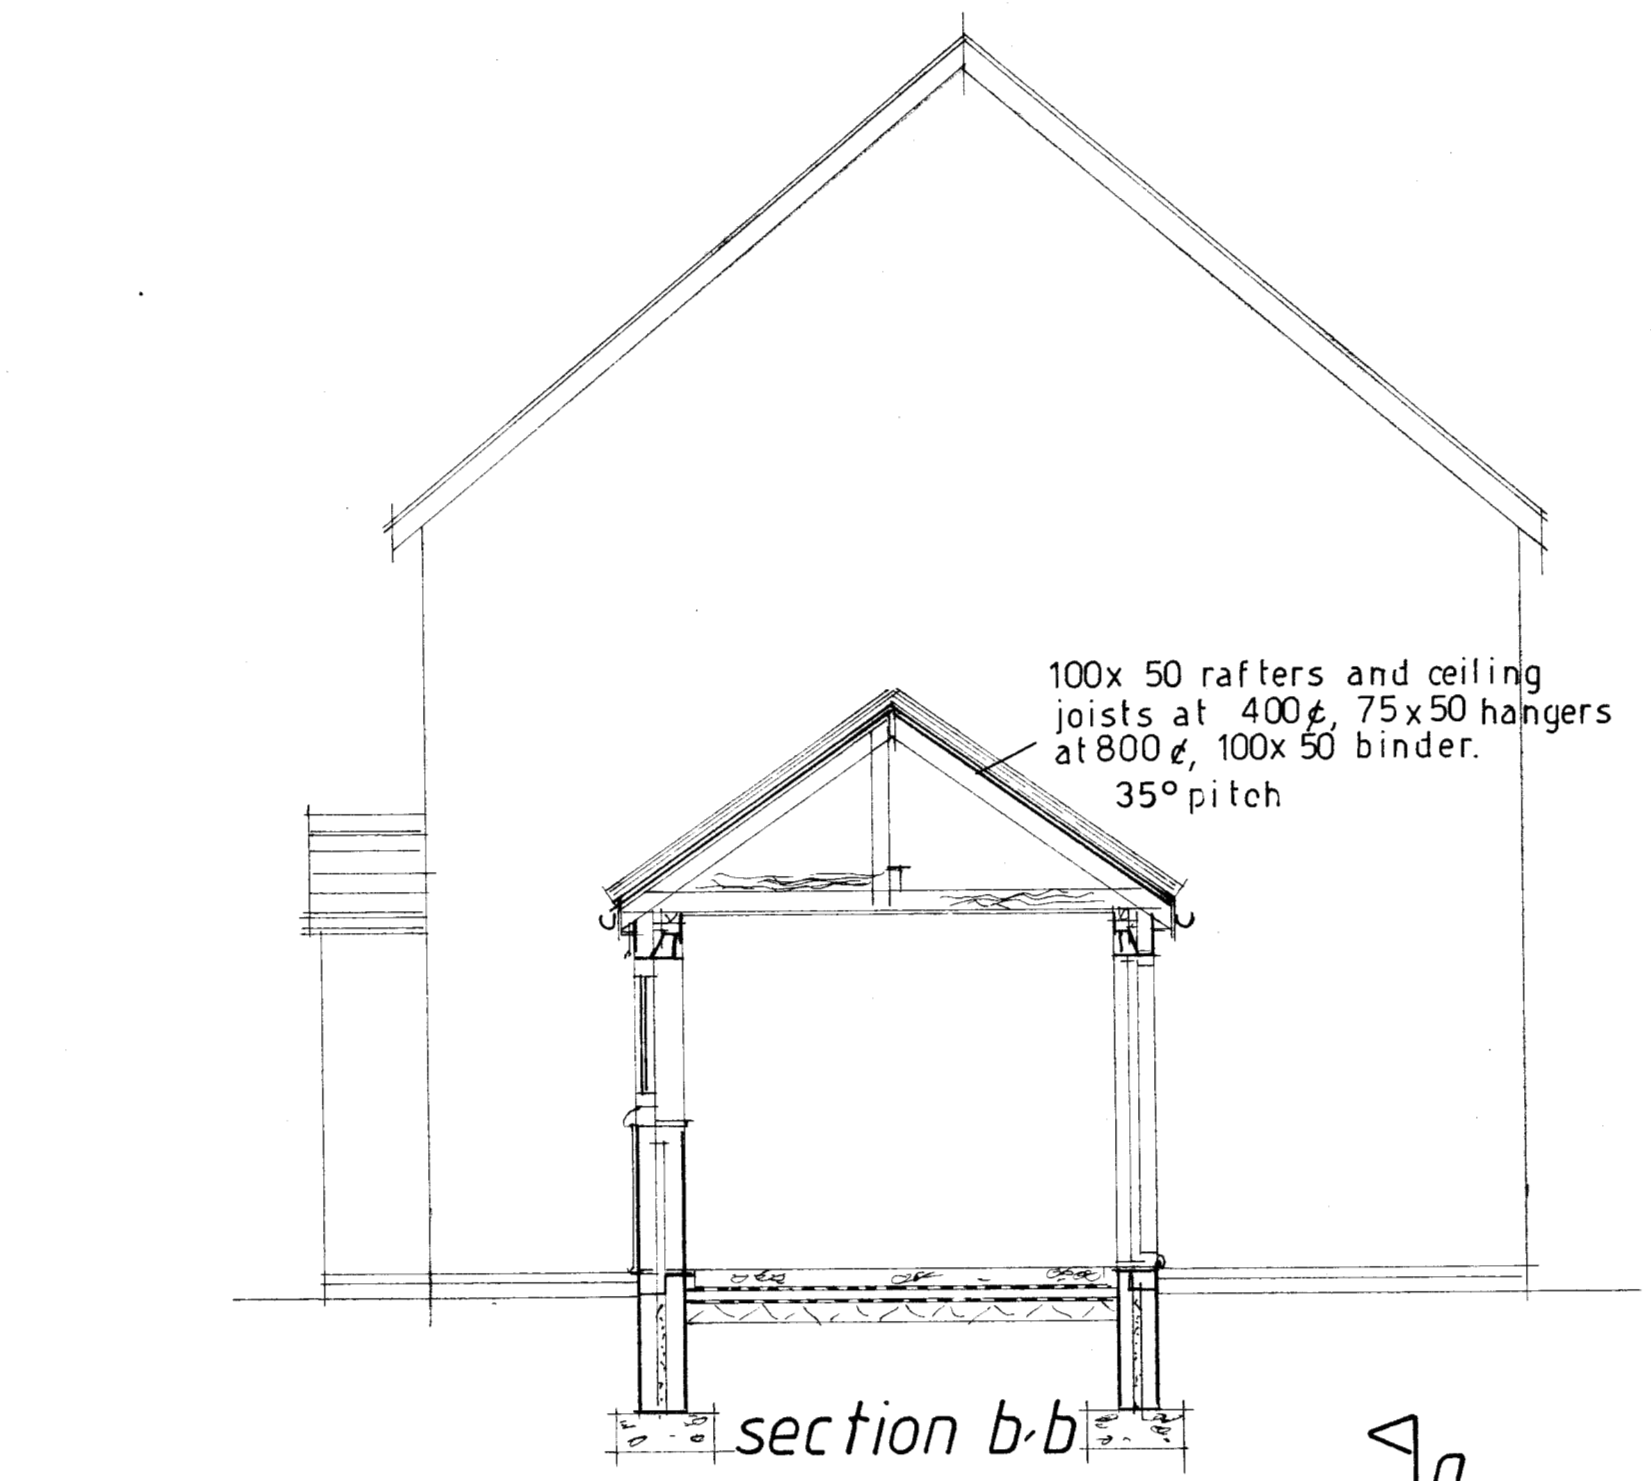 100x 50 rafters and ceiling
joists at 400¢, 75x50 hangers
at 800¢, 100x 50 binder.
35° pitch
section b-b